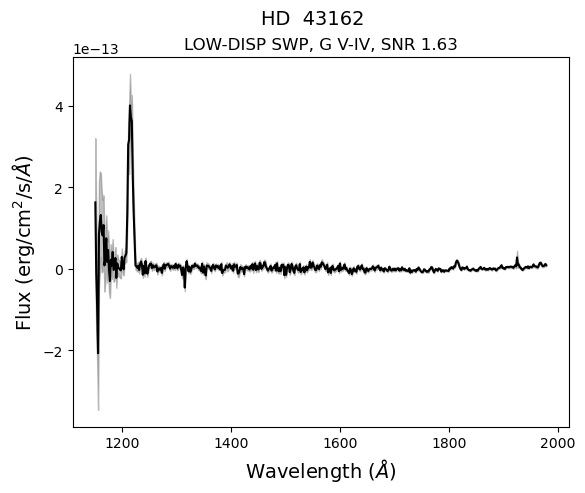 HD 43162
LOW-DISP SWP, G V-IV, SNR 1.63
1e−13
4
2
0
−2
Flux (erg/cm²/s/Å)
1200 1400 1600 1800 2000
Wavelength (Å)